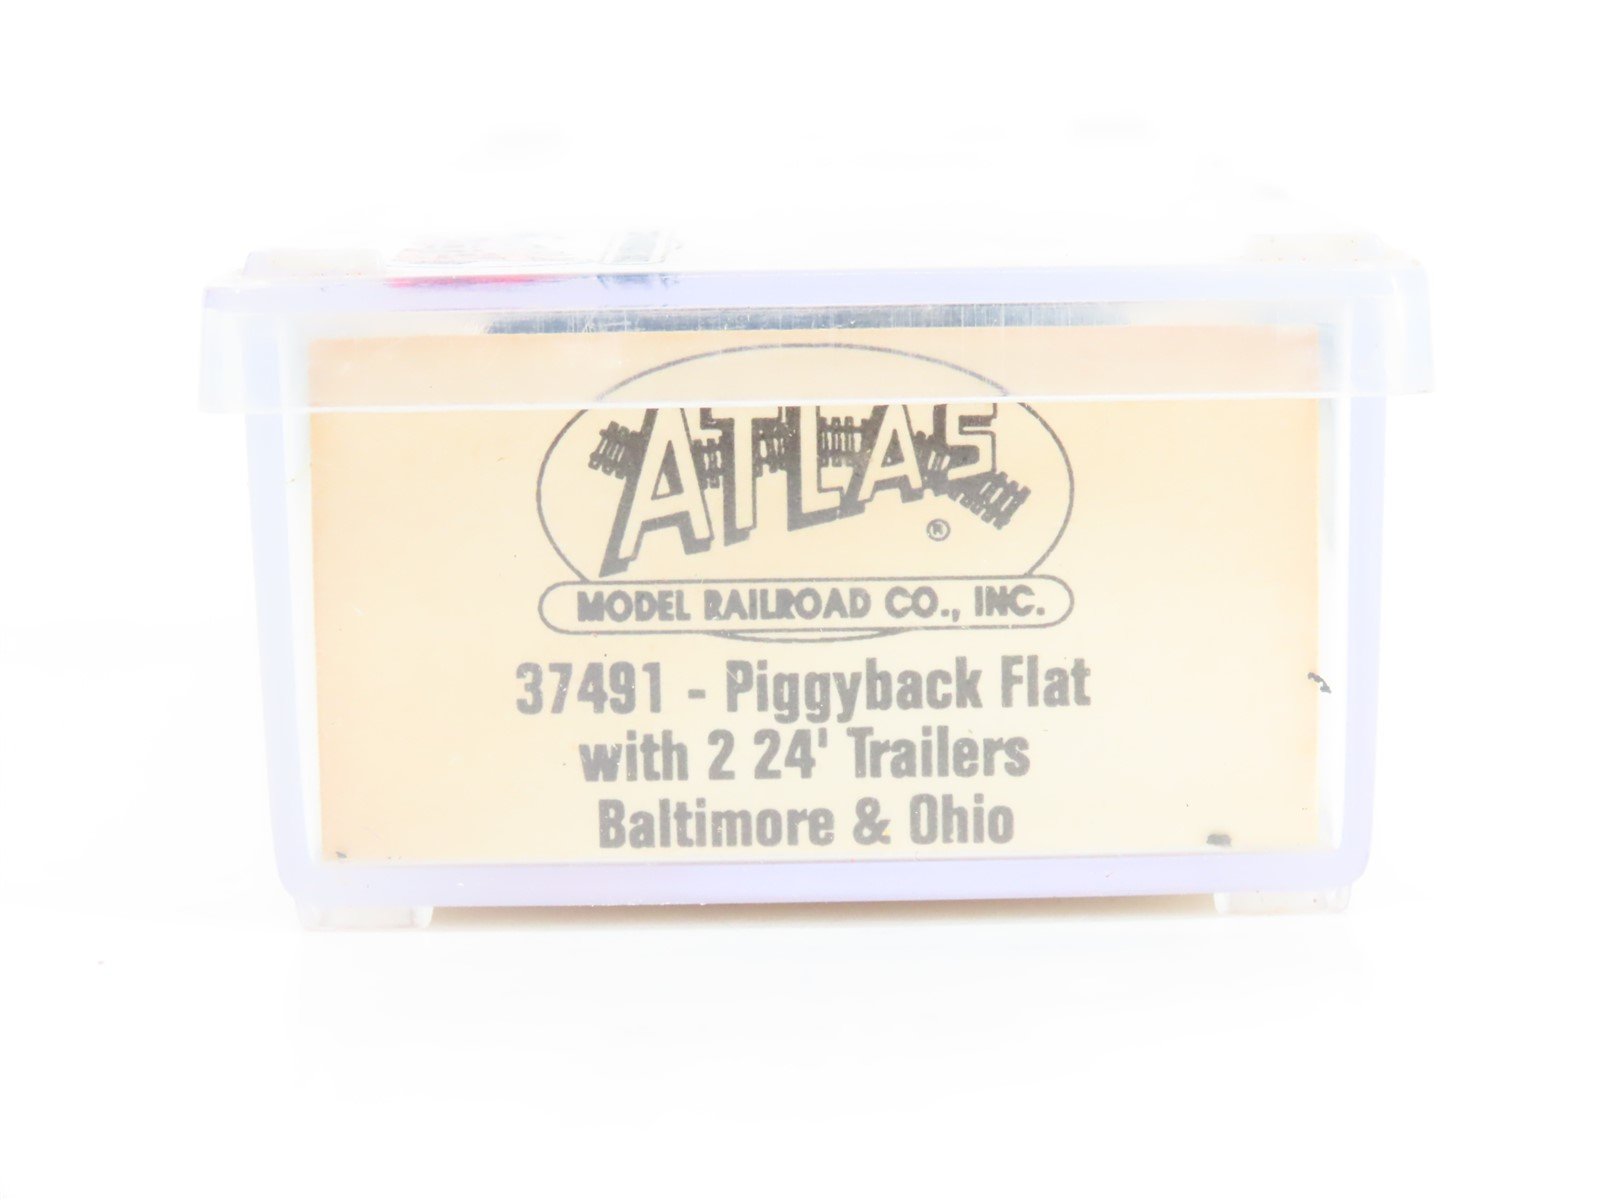 ATLAS
®
MODEL RAILROAD CO., INC.
37491 - Piggyback Flat
with 2 24' Trailers
Baltimore & Ohio